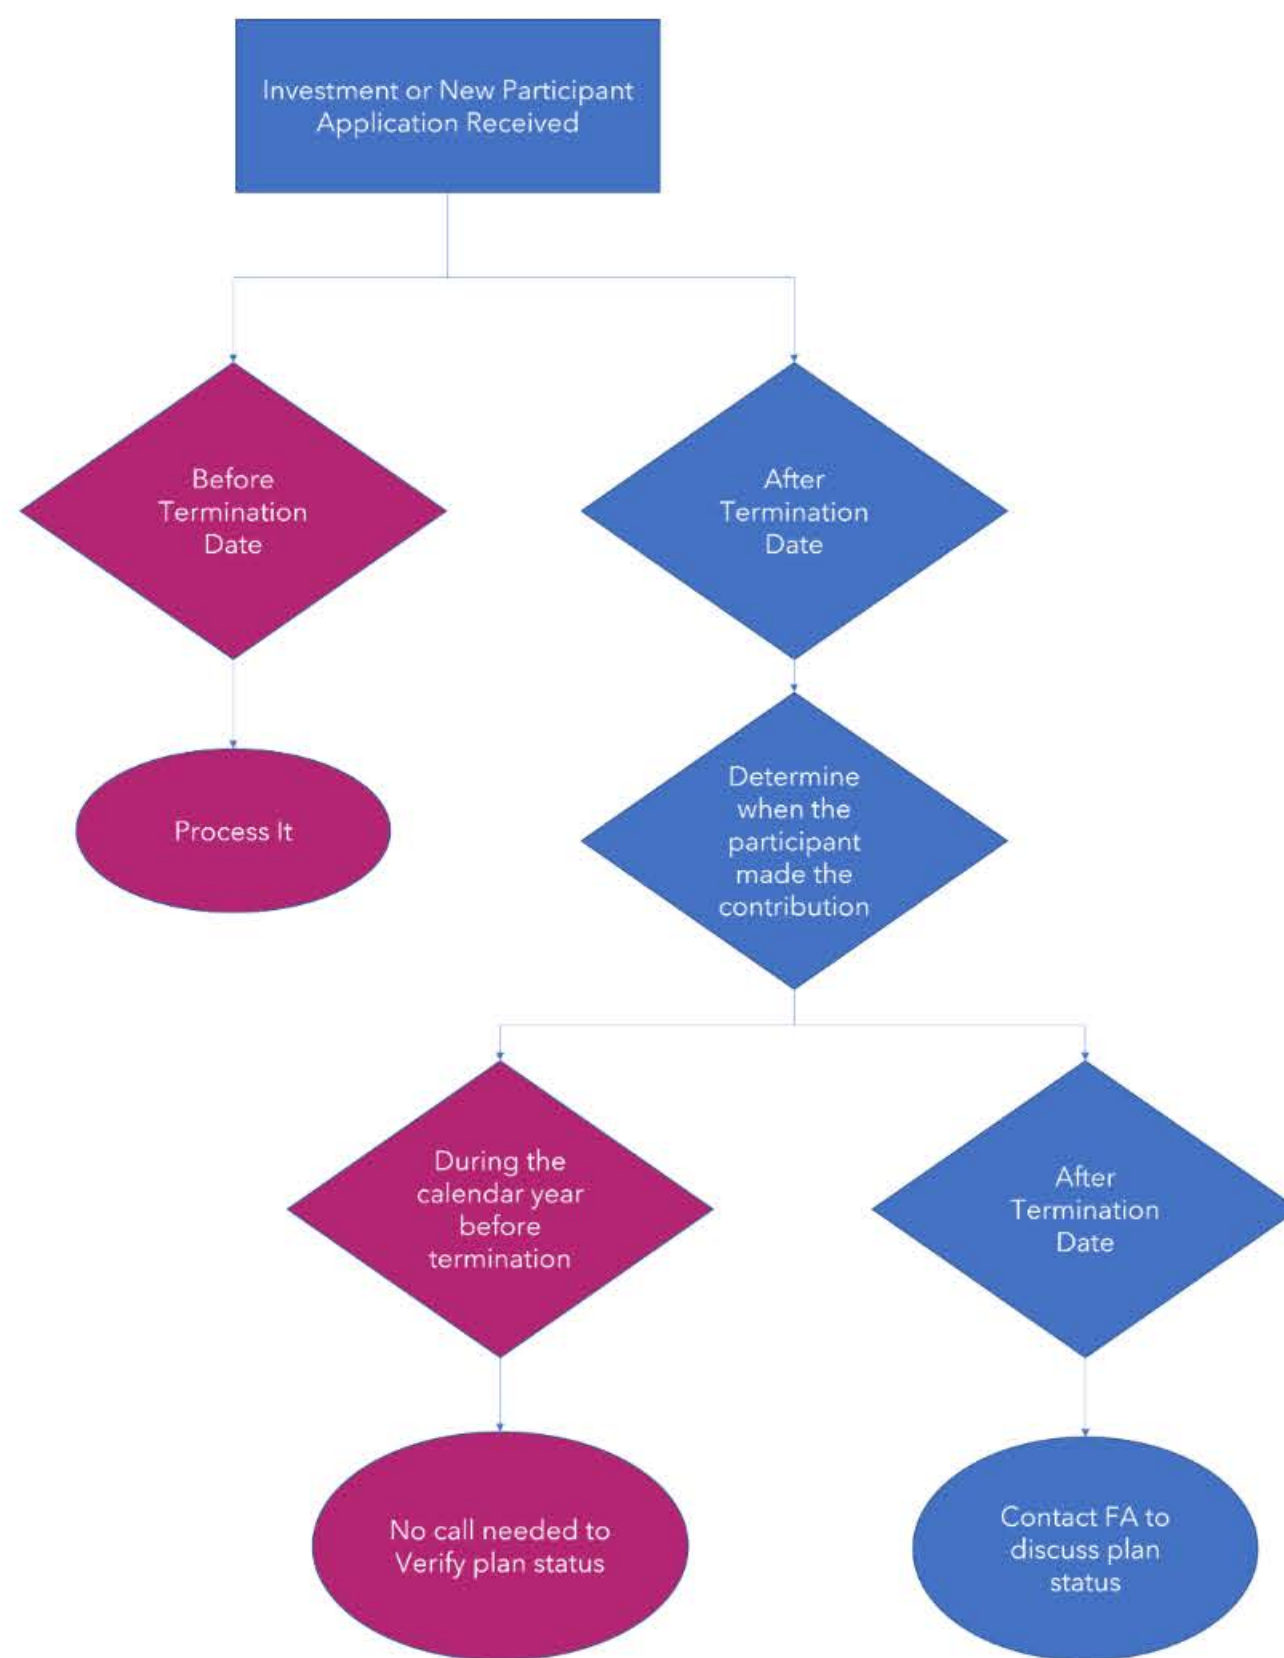 Investment or New Participant
Application Received
Before
Termination
Date
After
Termination
Date
Process It
Determine
when the
participant
made the
contribution
During the
calendar year
before
termination
After
Termination
Date
No call needed to
Verify plan status
Contact FA to
discuss plan
status